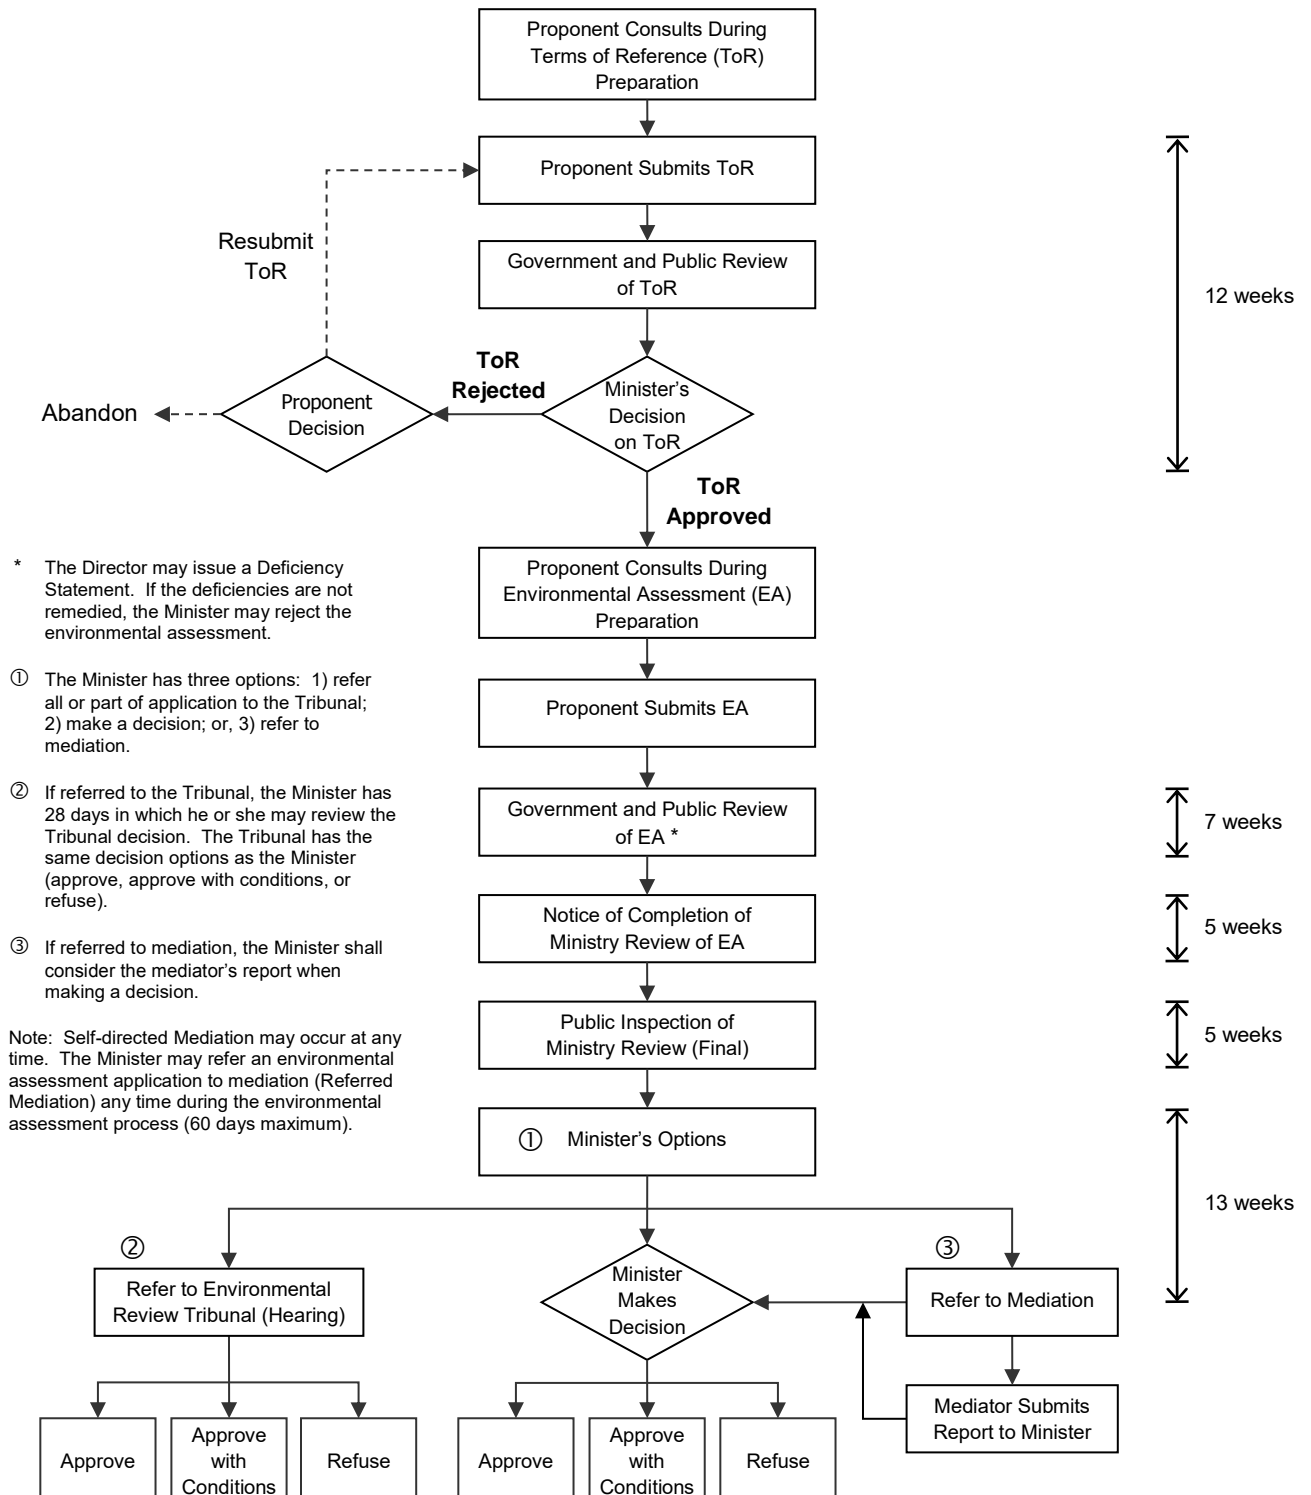 Proponent Consults During
Terms of Reference (ToR)
Preparation
Proponent Submits ToR
Resubmit
ToR
Government and Public Review
of ToR
12 weeks
ToR
Rejected
Minister's
Decision
on ToR
Proponent
Decision
Abandon
ToR
Approved
Proponent Consults During
Environmental Assessment (EA)
Preparation
* The Director may issue a Deficiency
Statement. If the deficiencies are not
remedied, the Minister may reject the
environmental assessment.
① The Minister has three options: 1) refer
all or part of application to the Tribunal;
2) make a decision; or, 3) refer to
mediation.
② If referred to the Tribunal, the Minister has
28 days in which he or she may review the
Tribunal decision. The Tribunal has the
same decision options as the Minister
(approve, approve with conditions, or
refuse).
③ If referred to mediation, the Minister shall
consider the mediator's report when
making a decision.
Note: Self-directed Mediation may occur at any
time. The Minister may refer an environmental
assessment application to mediation (Referred
Mediation) any time during the environmental
assessment process (60 days maximum).
Proponent Submits EA
Government and Public Review
of EA *
7 weeks
Notice of Completion of
Ministry Review of EA
5 weeks
Public Inspection of
Ministry Review (Final)
5 weeks
① Minister's Options
13 weeks
②
Refer to Environmental
Review Tribunal (Hearing)
Minister
Makes
Decision
③
Refer to Mediation
Mediator Submits
Report to Minister
Approve
Approve
with
Conditions
Refuse
Approve
Approve
with
Conditions
Refuse